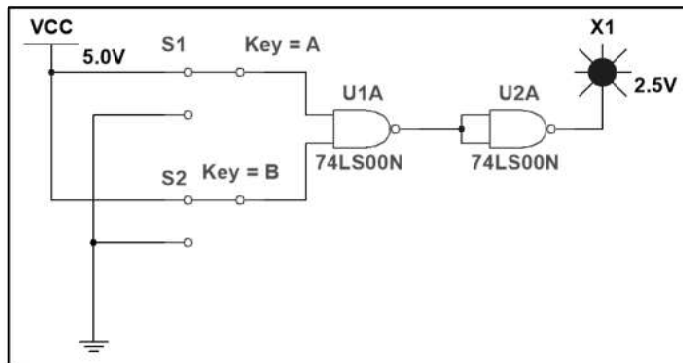 VCC
5.0V
S1
Key = A
X1
2.5V
U1A
U2A
74LS00N
74LS00N
S2
Key = B